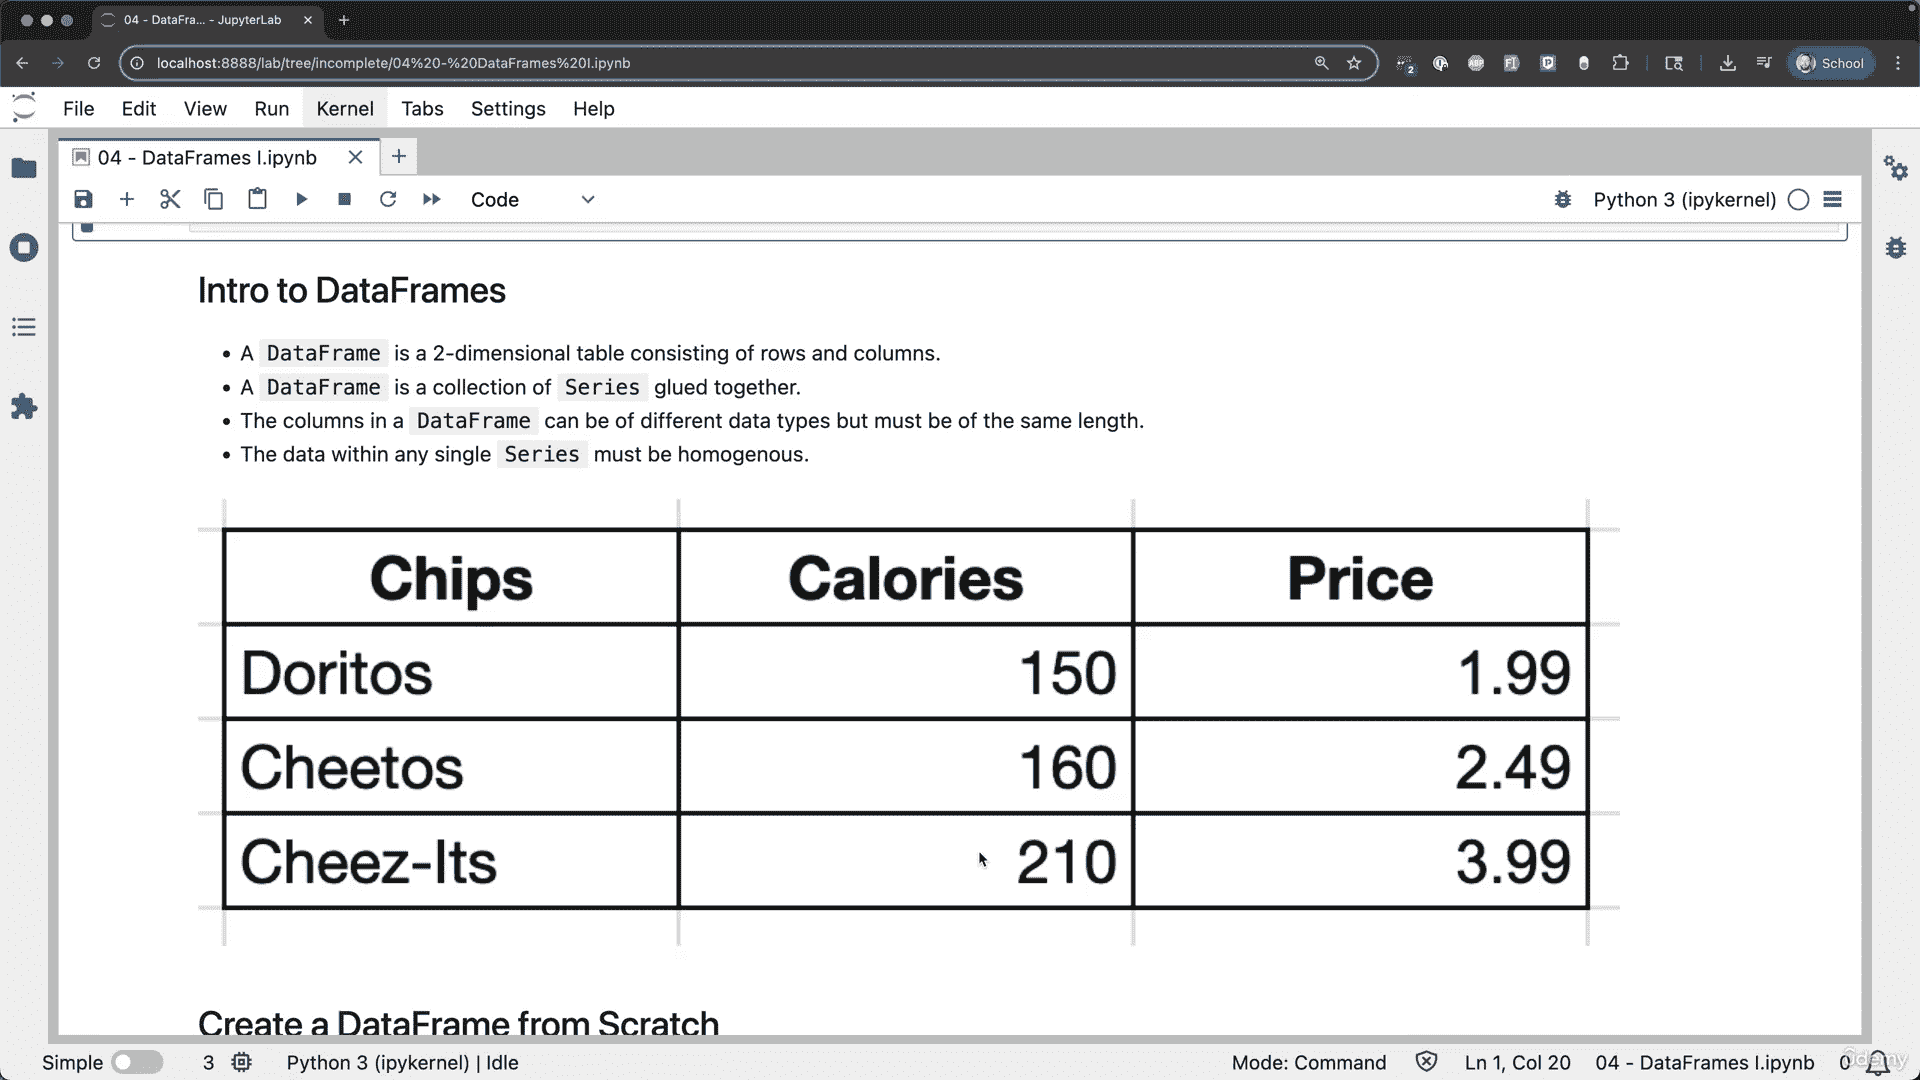 04 - DataFra... - JupyterLab
localhost:8888/lab/tree/incomplete/04%20-%20DataFrames%20I.ipynb
2
ABP
School
File Edit View Run Kernel Tabs Settings Help
04 - DataFrames I.ipynb
Code
Python 3 (ipykernel)
Intro to DataFrames
• A DataFrame is a 2-dimensional table consisting of rows and columns.
• A DataFrame is a collection of Series glued together.
• The columns in a DataFrame can be of different data types but must be of the same length.
• The data within any single Series must be homogenous.
Chips Calories Price
Doritos 150 1.99
Cheetos 160 2.49
Cheez-Its 210 3.99
Create a DataFrame from Scratch
Simple 3 Python 3 (ipykernel) | Idle Mode: Command Ln 1, Col 20 04 - DataFrames I.ipynb 0
udemy